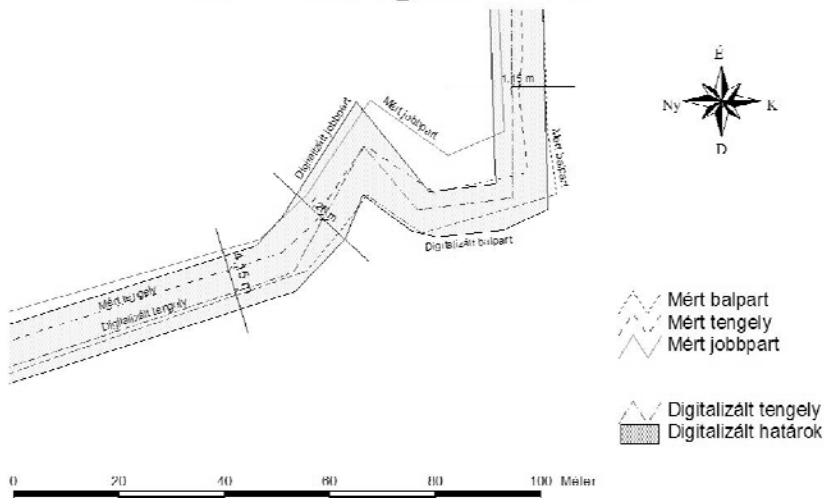 1.15 m
Mért jobbpart
Digitalizált jobbpart
Mért balpart
Digitalizált balpart
4.15 m
Mért tengely
Digitalizált tengely
É
Ny
K
D
Mért balpart
Mért tengely
Mért jobbpart
Digitalizált tengely
Digitalizált határok
0 20 40 60 80 100 Méter